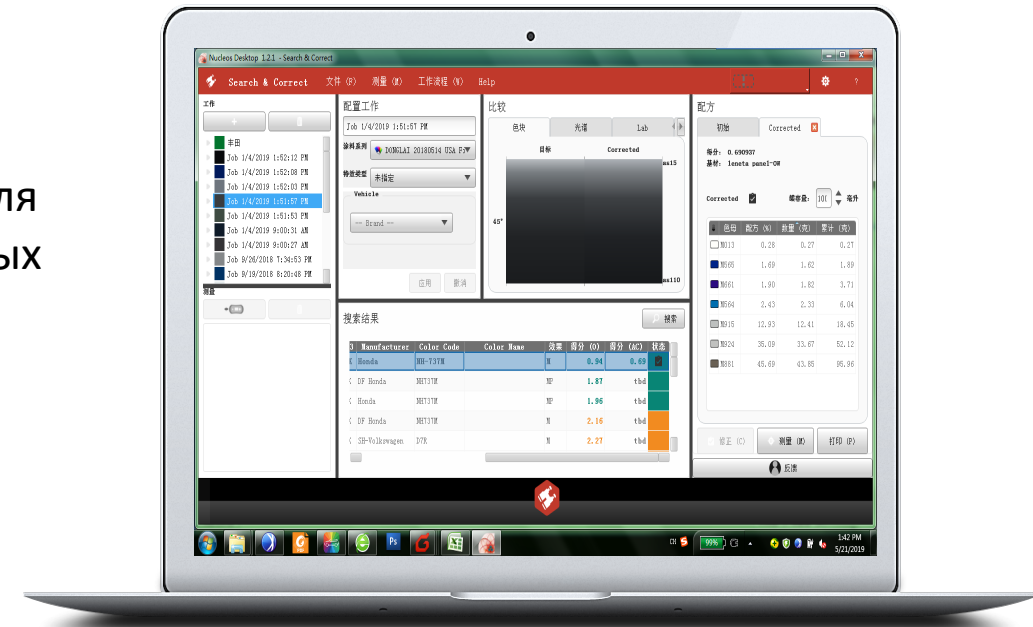 ля
ых
Nucleos Desktop 1.2.1 - Search & Correct
Search & Correct 文件 (F) 测量 (M) 工作流程 (W) Help ?
工作
丰田
Job 1/4/2019 1:52:12 PM
Job 1/4/2019 1:52:08 PM
Job 1/4/2019 1:52:03 PM
Job 1/4/2019 1:51:57 PM
Job 1/4/2019 1:51:53 PM
Job 1/4/2019 9:00:31 AM
Job 1/4/2019 9:00:27 AM
Job 9/26/2018 7:34:53 PM
Job 9/19/2018 8:20:48 PM
测量
配置工作
Job 1/4/2019 1:51:57 PM
涂料系列 DONGLAI 20180514 USA
特效类型 未指定
Vehicle
-- Brand --
应用 撤消
比较
色块 光谱 Lab
目标 Corrected
ms15
45°
ms110
搜索结果
搜索
Manufacturer Color Code Color Name 效果 得分 (O) 得分 (AC) 状态
Honda NH-737M M 0.94 0.69
DF Honda NH737M MP 1.87 tbd
Honda NH737M MP 1.96 tbd
DF Honda NH737M M 2.16 tbd
SH-Volkswagen D7R M 2.27 tbd
配方
初始 Corrected
得分: 0.690937
基材: leneta panel-OW
Corrected 罐容量: 101 毫升
色母 配方 (%) 数量 (克) 累计 (克)
M013 0.28 0.27 0.27
M565 1.69 1.62 1.89
M661 1.90 1.82 3.71
M564 2.43 2.33 6.04
M915 12.93 12.41 18.45
M924 35.09 33.67 52.12
M881 45.69 43.85 95.96
修正 (C) 测量 (M) 打印 (P)
反馈
Ps
CH
99%
1:42 PM
5/21/2019